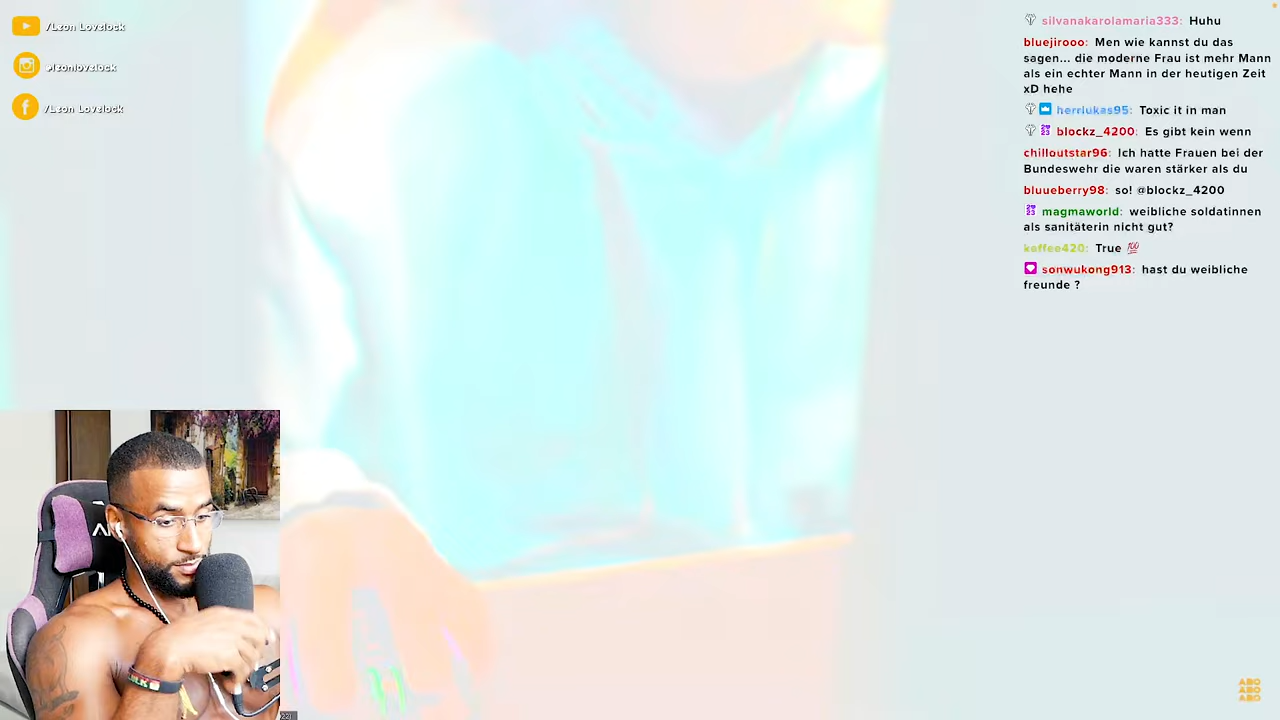 /Leon Lovelock
@leonlovelock
/Leon Lovelock
silvanakarolamaria333: Huhu
bluejirooo: Men wie kannst du das
sagen... die moderne Frau ist mehr Mann
als ein echter Mann in der heutigen Zeit
xD hehe
herrlukas95: Toxic it in man
blockz_4200: Es gibt kein wenn
chilloutstar96: Ich hatte Frauen bei der
Bundeswehr die waren stärker als du
bluueberry98: so! @blockz_4200
magmaworld: weibliche soldatinnen
als sanitäterin nicht gut?
kaffee420: True 💯
sonwukong913: hast du weibliche
freunde ?
ABO
ABO
ABO